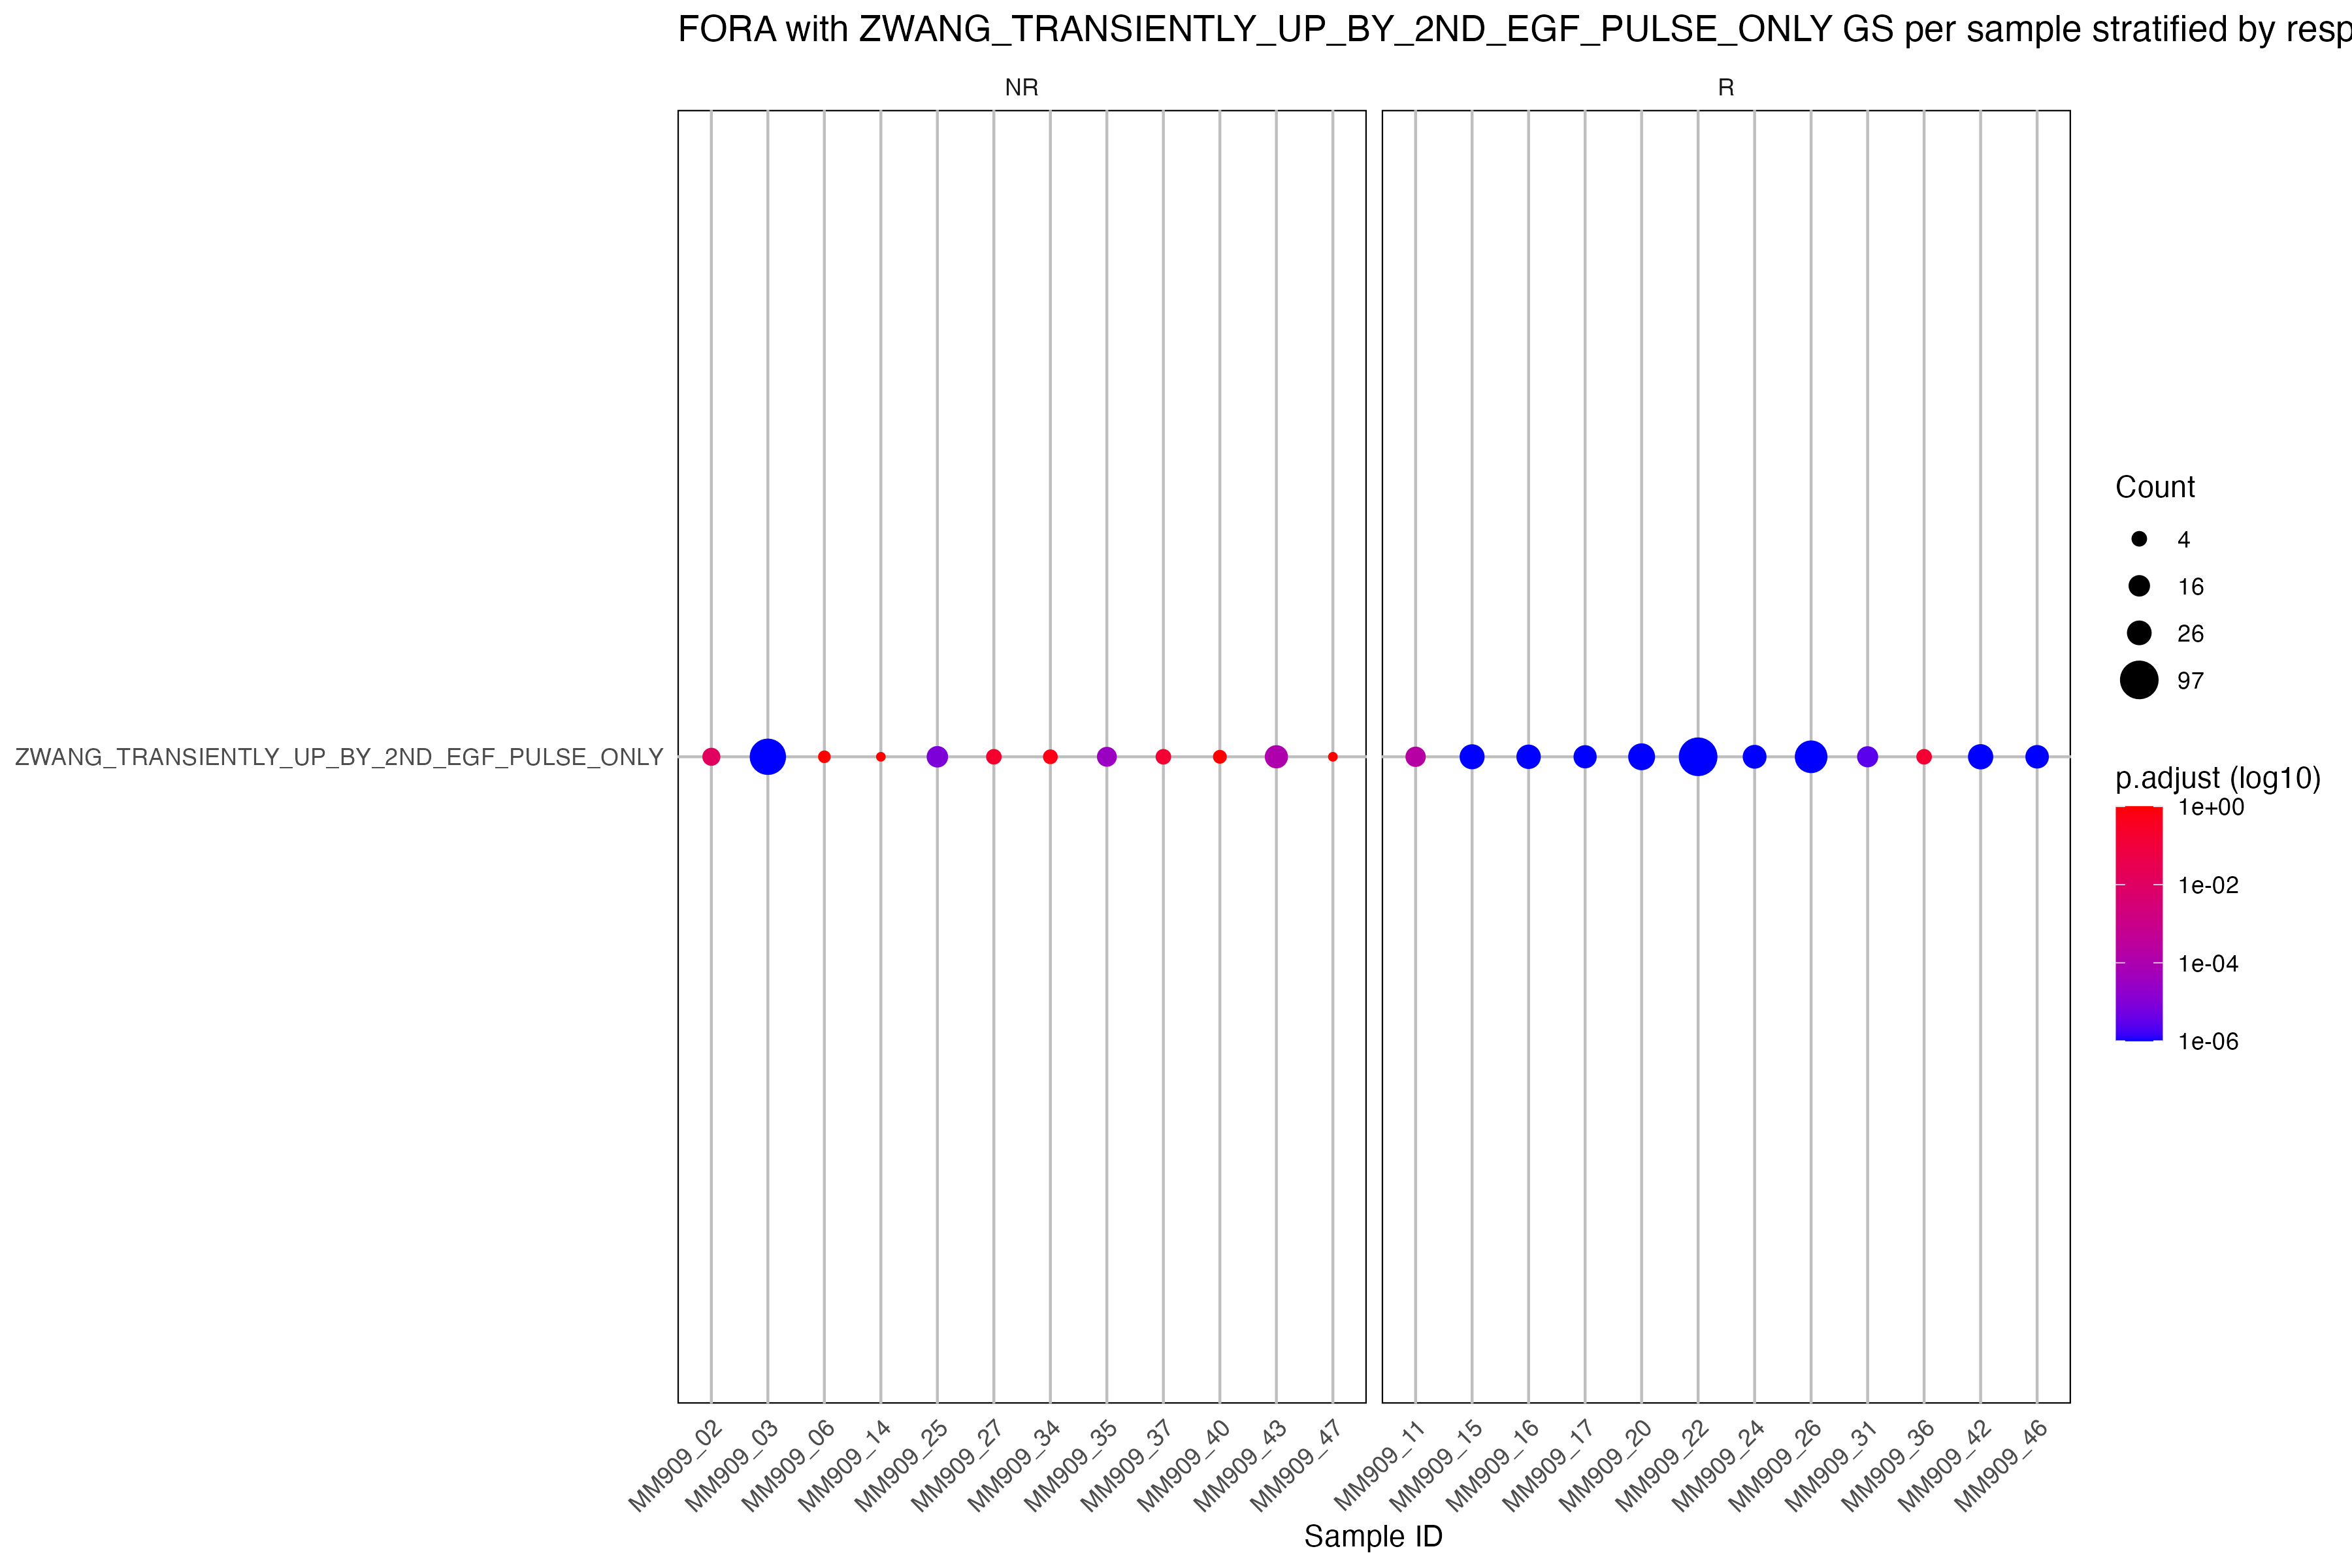 FORA with ZWANG_TRANSIENTLY_UP_BY_2ND_EGF_PULSE_ONLY GS per sample stratified by resp
NR
R
ZWANG_TRANSIENTLY_UP_BY_2ND_EGF_PULSE_ONLY
Count
4
16
26
97
p.adjust (log10)
1e+00
1e-02
1e-04
1e-06
MM909_02
MM909_03
MM909_06
MM909_14
MM909_25
MM909_27
MM909_34
MM909_35
MM909_37
MM909_40
MM909_43
MM909_47
MM909_11
MM909_15
MM909_16
MM909_17
MM909_20
MM909_22
MM909_24
MM909_26
MM909_31
MM909_36
MM909_42
MM909_46
Sample ID